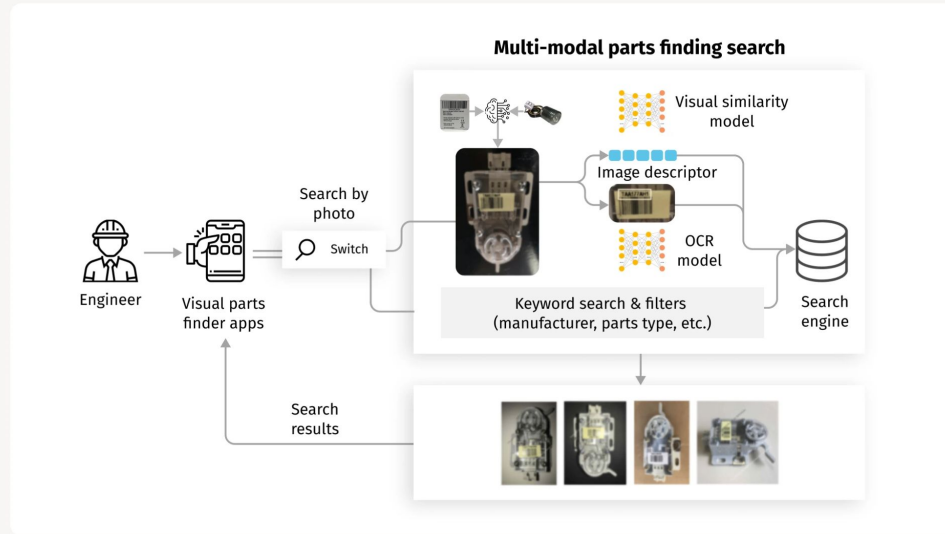 Multi-modal parts finding search
Visual similarity
model
Image descriptor
Search by
photo
Switch
OCR
model
Engineer
Visual parts
finder apps
Keyword search & filters
(manufacturer, parts type, etc.)
Search
engine
Search
results